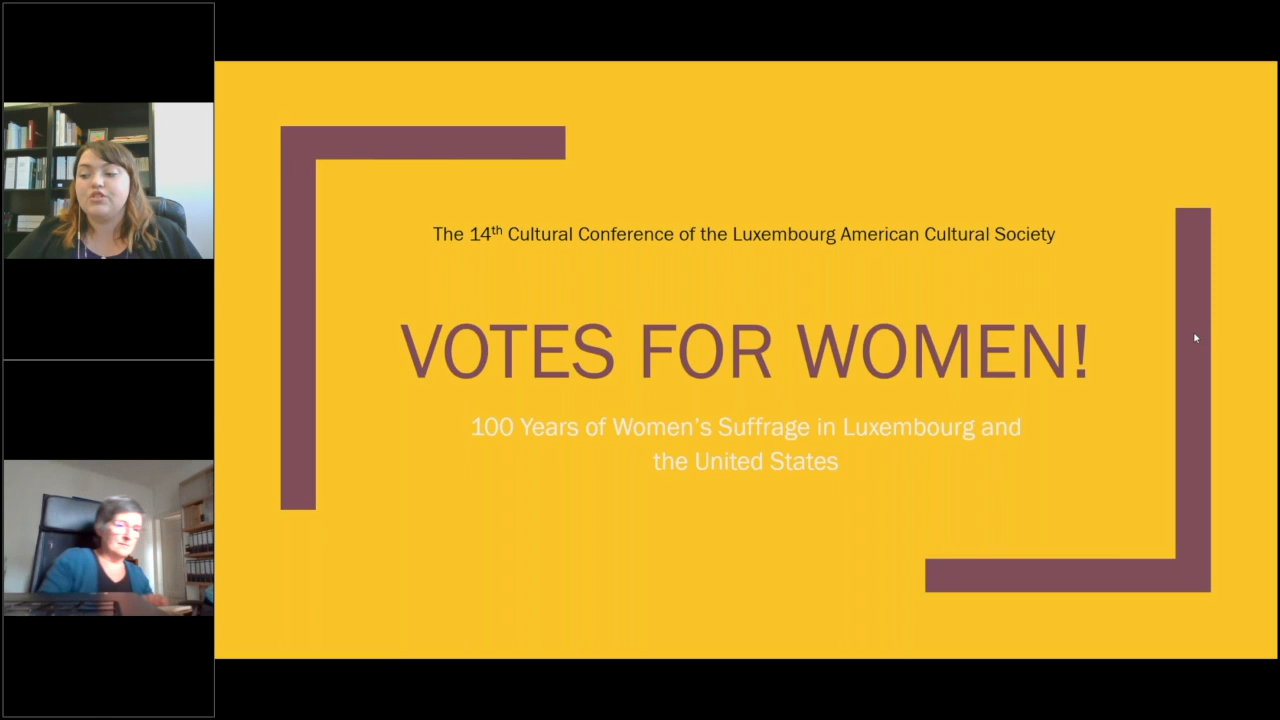 The 14th Cultural Conference of the Luxembourg American Cultural Society
VOTES FOR WOMEN!
100 Years of Women's Suffrage in Luxembourg and
the United States